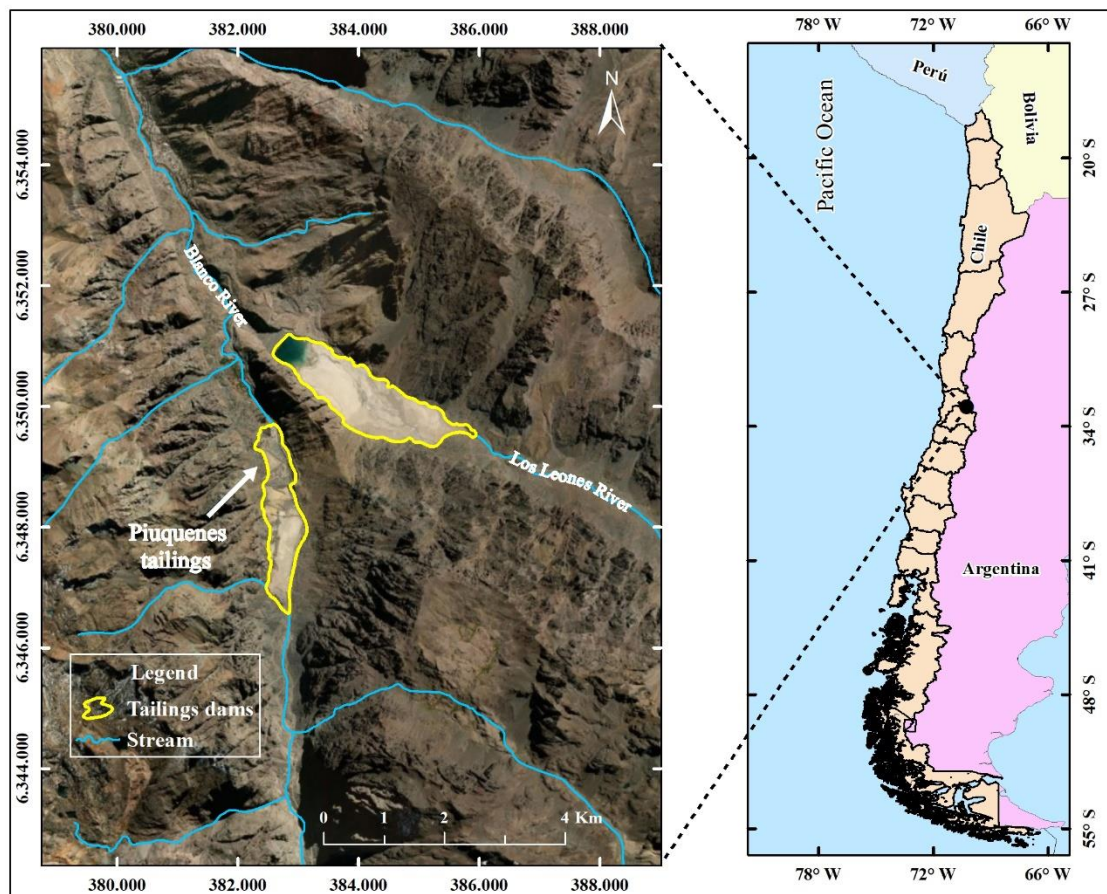 380.000 382.000 384.000 386.000 388.000
78° W 72° W 66° W
6.354.000
6.352.000
6.350.000
6.348.000
6.346.000
6.344.000
N
Blanco River
Los Leones River
Piuquenes
tailings
Legend
Tailings dams
Stream
0 1 2 4 Km
380.000 382.000 384.000 386.000 388.000
Perú
Bolivia
Pacific Ocean
Chile
Argentina
20° S
27° S
34° S
41° S
48° S
55° S
78° W 72° W 66° W